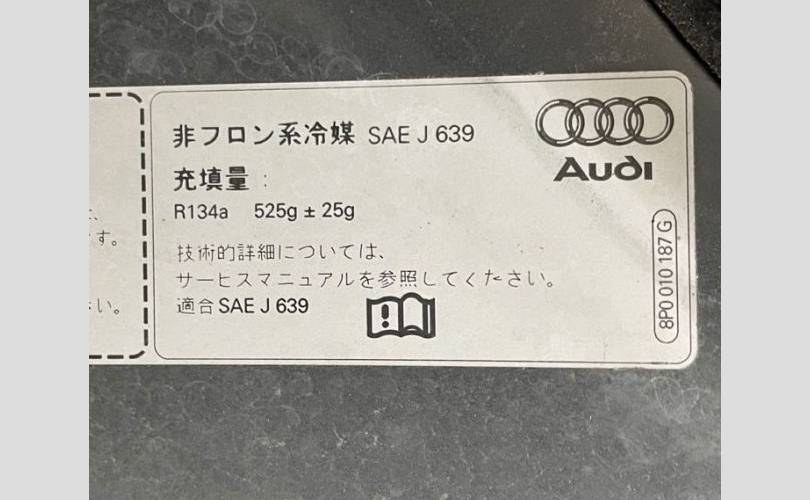 非フロン系冷媒 SAE J 639
充填量 :
R134a 525g ± 25g
技術的詳細については、
サービスマニュアルを参照してください。
適合 SAE J 639
Audi
8P0 010 187 G
す。
い。